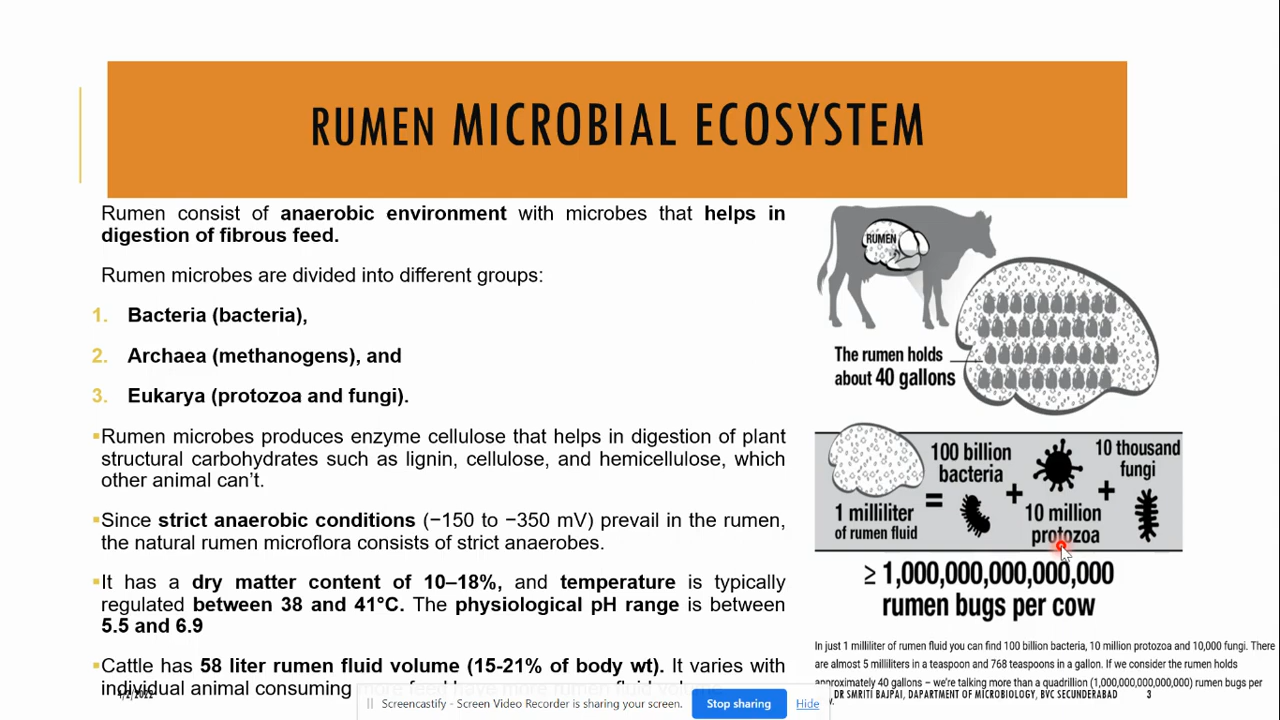 RUMEN MICROBIAL ECOSYSTEM
Rumen consist of anaerobic environment with microbes that helps in
digestion of fibrous feed.
Rumen microbes are divided into different groups:
1. Bacteria (bacteria),
2. Archaea (methanogens), and
3. Eukarya (protozoa and fungi).
▪Rumen microbes produces enzyme cellulose that helps in digestion of plant
structural carbohydrates such as lignin, cellulose, and hemicellulose, which
other animal can't.
▪Since strict anaerobic conditions (−150 to −350 mV) prevail in the rumen,
the natural rumen microflora consists of strict anaerobes.
▪It has a dry matter content of 10–18%, and temperature is typically
regulated between 38 and 41°C. The physiological pH range is between
5.5 and 6.9
▪Cattle has 58 liter rumen fluid volume (15-21% of body wt). It varies with
individual animal consuming more feed have more rumen fluid volume
RUMEN
The rumen holds
about 40 gallons
1 milliliter
of rumen fluid
=
100 billion
bacteria
+
10 million
protozoa
+
10 thousand
fungi
≥ 1,000,000,000,000,000
rumen bugs per cow
In just 1 milliliter of rumen fluid you can find 100 billion bacteria, 10 million protozoa and 10,000 fungi. There
are almost 5 milliliters in a teaspoon and 768 teaspoons in a gallon. If we consider the rumen holds
approximately 40 gallons – we're talking more than a quadrillion (1,000,000,000,000,000) rumen bugs per
DR SMRITI BAJPAI, DAPARTMENT OF MICROBIOLOGY, BVC SECUNDERABAD 3
Screencastify - Screen Video Recorder is sharing your screen. Stop sharing Hide